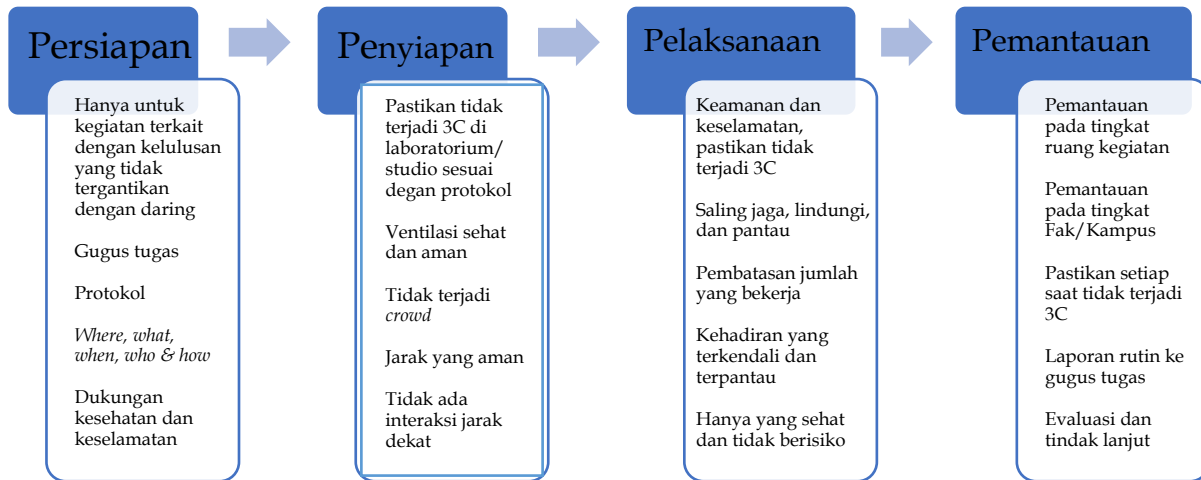 Persiapan
Hanya untuk
kegiatan terkait
dengan kelulusan
yang tidak
tergantikan
dengan daring
Gugus tugas
Protokol
Where, what,
when, who & how
Dukungan
kesehatan dan
keselamatan
Penyiapan
Pastikan tidak
terjadi 3C di
laboratorium/
studio sesuai
degan protokol
Ventilasi sehat
dan aman
Tidak terjadi
crowd
Jarak yang aman
Tidak ada
interaksi jarak
dekat
Pelaksanaan
Keamanan dan
keselamatan,
pastikan tidak
terjadi 3C
Saling jaga, lindungi,
dan pantau
Pembatasan jumlah
yang bekerja
Kehadiran yang
terkendali dan
terpantau
Hanya yang sehat
dan tidak berisiko
Pemantauan
Pemantauan
pada tingkat
ruang kegiatan
Pemantauan
pada tingkat
Fak/Kampus
Pastikan setiap
saat tidak terjadi
3C
Laporan rutin ke
gugus tugas
Evaluasi dan
tindak lanjut